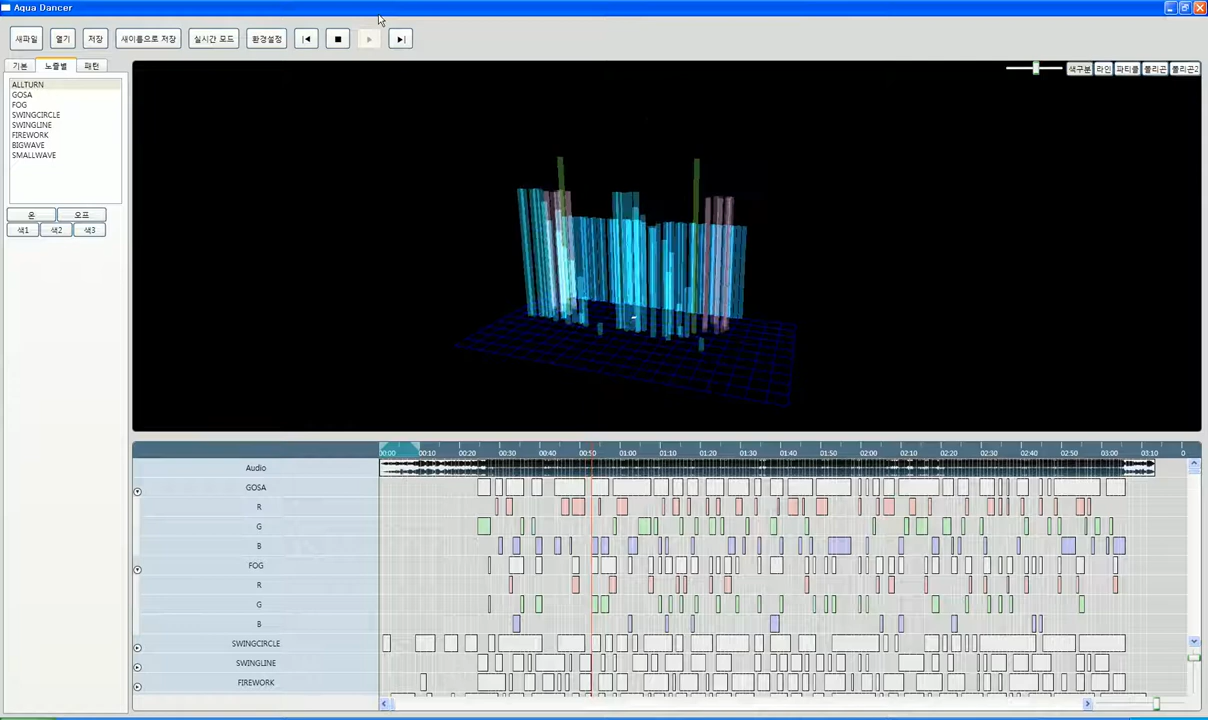 Aqua Dancer
새파일 열기 저장 새이름으로 저장 실시간 모드 환경설정
기본 노즐별 패턴
색구분 라인 파티클 폴리곤 폴리곤2
ALLTURN
GOSA
FOG
SWINGCIRCLE
SWINGLINE
FIREWORK
BIGWAVE
SMALLWAVE
온 오프
색1 색2 색3
00:00 00:10 00:20 00:30 00:40 00:50 01:00 01:10 01:20 01:30 01:40 01:50 02:00 02:10 02:20 02:30 02:40 02:50 03:00 03:10 0
Audio
GOSA
R
G
B
FOG
R
G
B
SWINGCIRCLE
SWINGLINE
FIREWORK